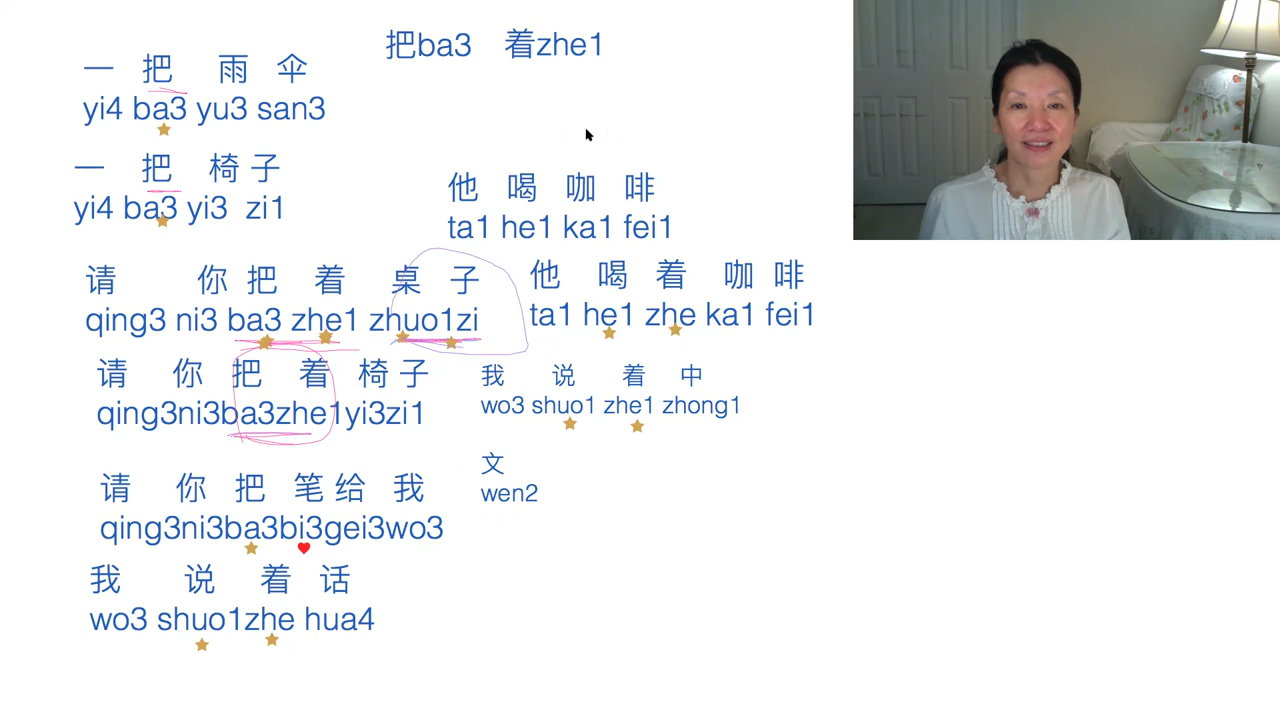 把ba3 着zhe1
一 把 雨 伞
yi4 ba3 yu3 san3
一 把 椅 子
yi4 ba3 yi3 zi1
请 你 把 着 桌 子
qing3 ni3 ba3 zhe1 zhuo1zi
请 你 把 着 椅 子
qing3ni3ba3zhe1yi3zi1
请 你 把 笔 给 我
qing3ni3ba3bi3gei3wo3
我 说 着 话
wo3 shuo1zhe hua4
他 喝 咖 啡
ta1 he1 ka1 fei1
他 喝 着 咖 啡
ta1 he1 zhe ka1 fei1
我 说 着 中
wo3 shuo1 zhe1 zhong1
文
wen2